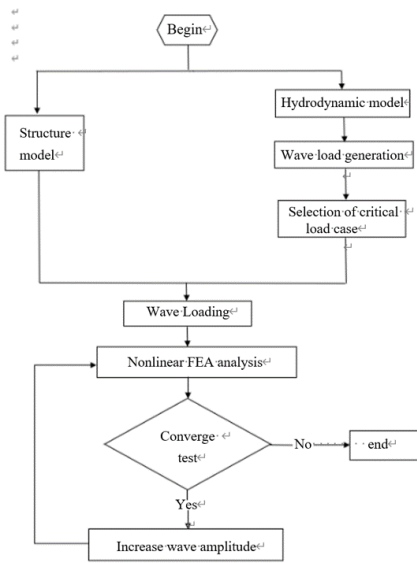 Begin
Structure
model
Hydrodynamic model
Wave load generation
Selection of critical
load case
Wave Loading
Nonlinear FEA analysis
Converge
test
No
end
Yes
Increase wave amplitude